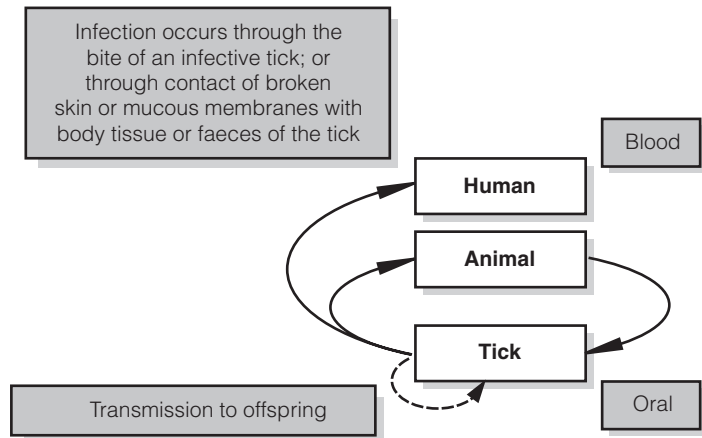 Infection occurs through the
bite of an infective tick; or
through contact of broken
skin or mucous membranes with
body tissue or faeces of the tick
Blood
Human
Animal
Tick
Transmission to offspring
Oral